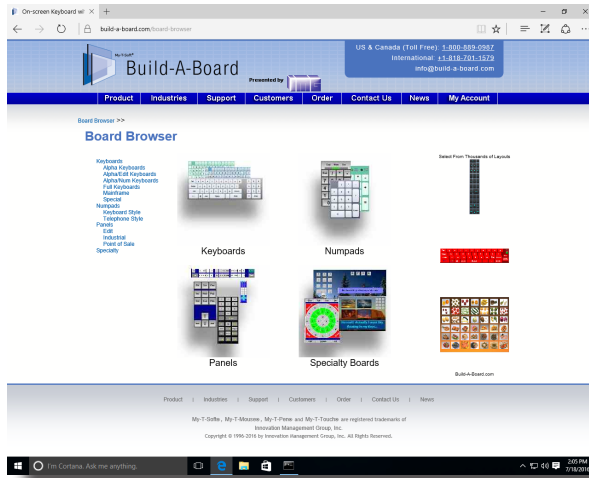 On-screen Keyboard wit
build-a-board.com/board-browser
My-T-Soft®
Build-A-Board
Presented by
US & Canada (Toll Free): 1-800-889-0987
International: +1-818-701-1579
info@build-a-board.com
Product Industries Support Customers Order Contact Us News My Account
Board Browser >>
Board Browser
Keyboards
Alpha Keyboards
Alpha/Edit Keyboards
Alpha/Num Keyboards
Full Keyboards
Mainframe
Special
Numpads
Keyboard Style
Telephone Style
Panels
Edit
Industrial
Point of Sale
Specialty
Keyboards
Numpads
Panels
Specialty Boards
Select From Thousands of Layouts
Build-A-Board.com
Product | Industries | Support | Customers | Order | Contact Us | News
My-T-Soft®, My-T-Mouse®, My-T-Pen® and My-T-Touch® are registered trademarks of
Innovation Management Group, Inc.
Copyright © 1996-2016 by Innovation Management Group, Inc. All Rights Reserved.
I'm Cortana. Ask me anything.
2:05 PM
7/18/2016